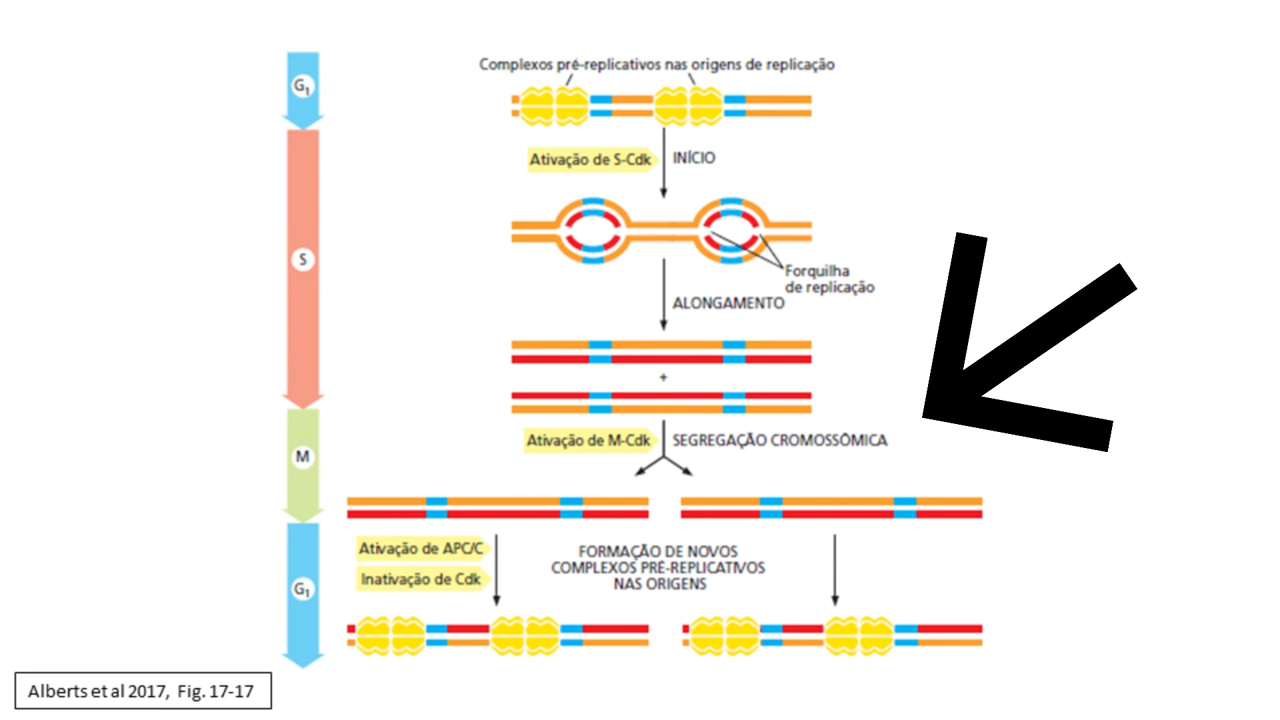 Complexos pré-replicativos nas origens de replicação
G1
Ativação de S-Cdk
INÍCIO
S
Forquilha
de replicação
ALONGAMENTO
+
Ativação de M-Cdk
SEGREGAÇÃO CROMOSSÔMICA
M
Ativação de APC/C
Inativação de Cdk
FORMAÇÃO DE NOVOS
COMPLEXOS PRÉ-REPLICATIVOS
NAS ORIGENS
G1
Alberts et al 2017, Fig. 17-17